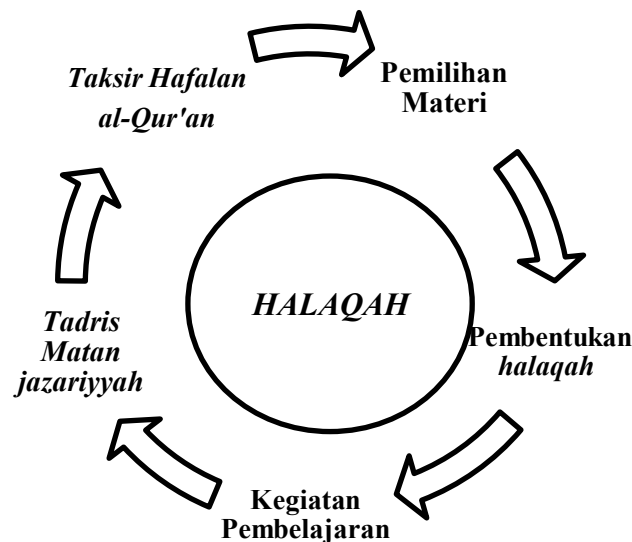 Taksir Hafalan
al-Qur'an
Pemilihan
Materi
HALAQAH
Pembentukan
halaqah
Tadris
Matan
jazariyyah
Kegiatan
Pembelajaran